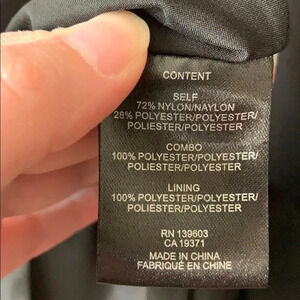 CONTENT
SELF
72% NYLON/NAYLON
28% POLYESTER/POLYESTER/
POLIESTER/POLYESTER
COMBO
100% POLYESTER/POLYESTER/
POLIESTER/POLYESTER
LINING
100% POLYESTER/POLYESTER/
POLIESTER/POLYESTER
RN 139603
CA 19371
MADE IN CHINA
FABRIQUÉ EN CHINE